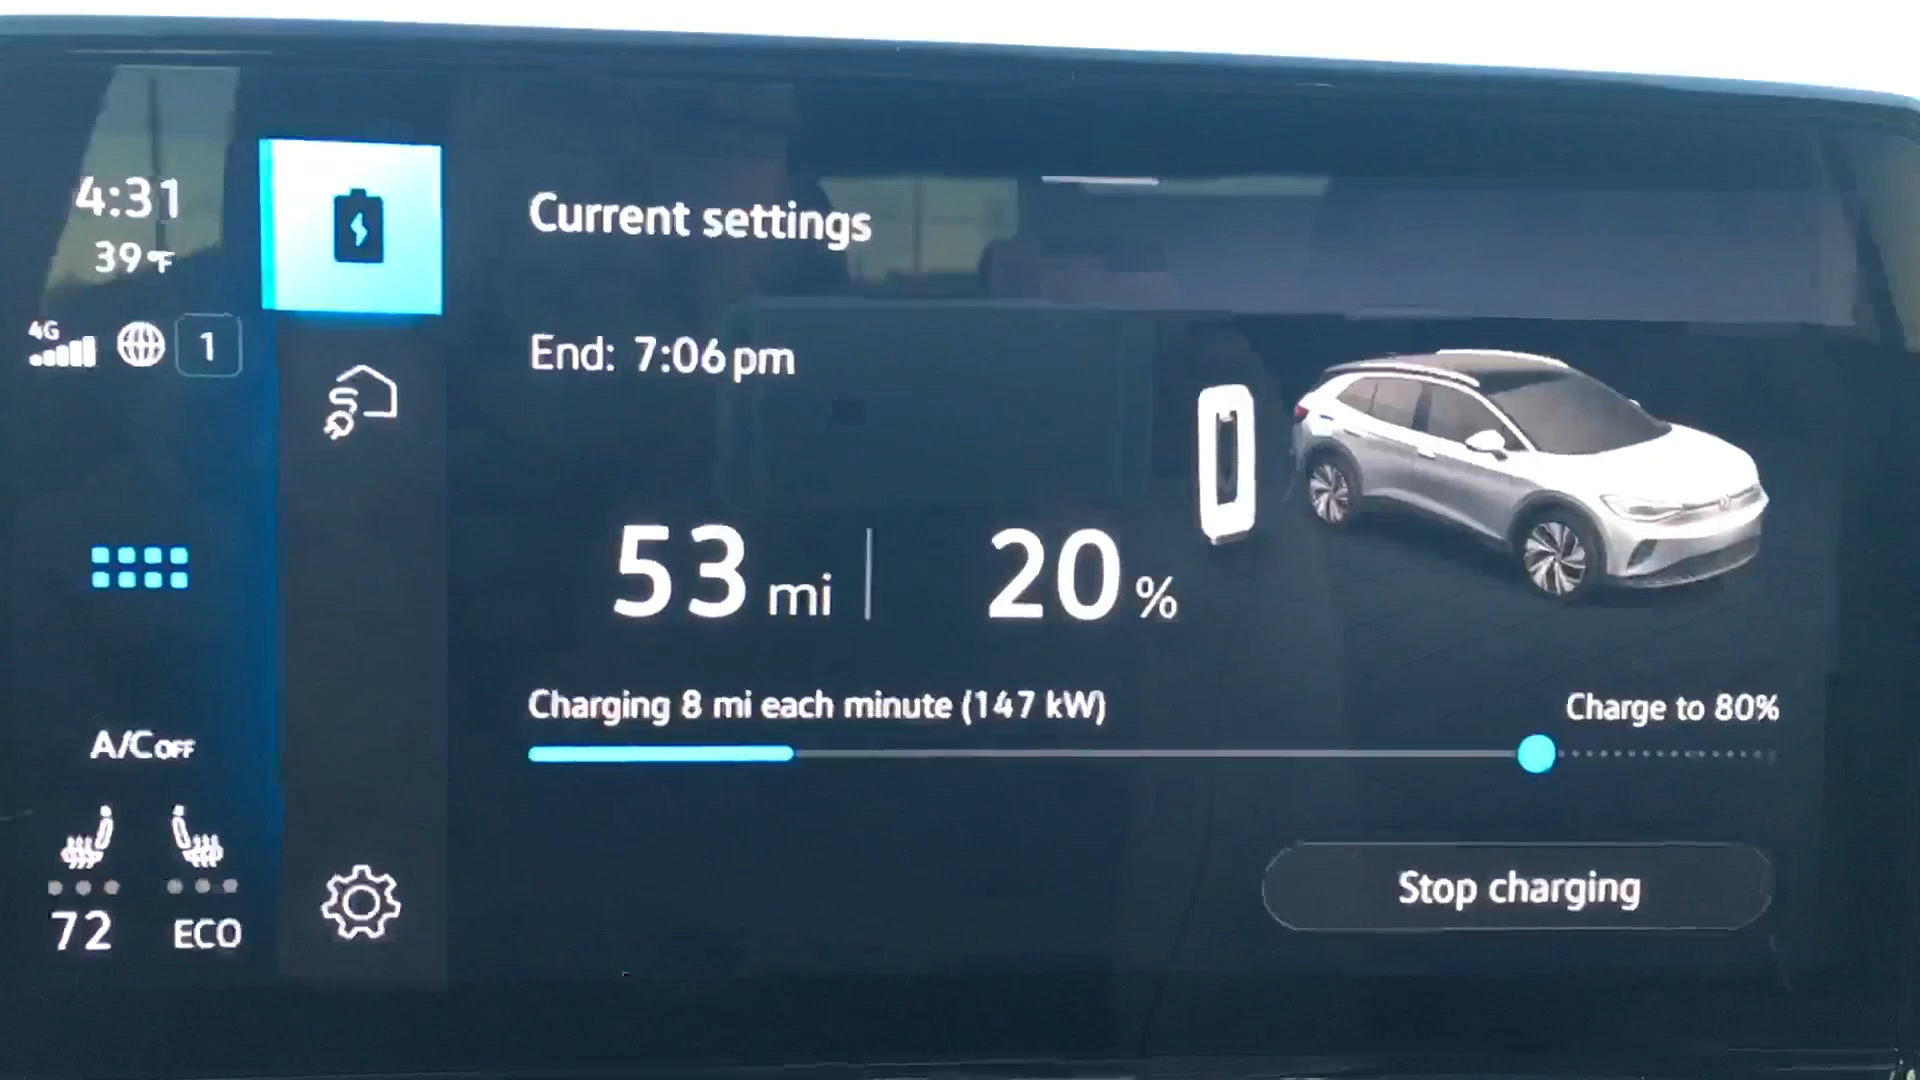 4:31
39°F
4G
1
Current settings
End: 7:06 pm
53 mi
20 %
Charging 8 mi each minute (147 kW)
Charge to 80%
A/C OFF
72
ECO
Stop charging